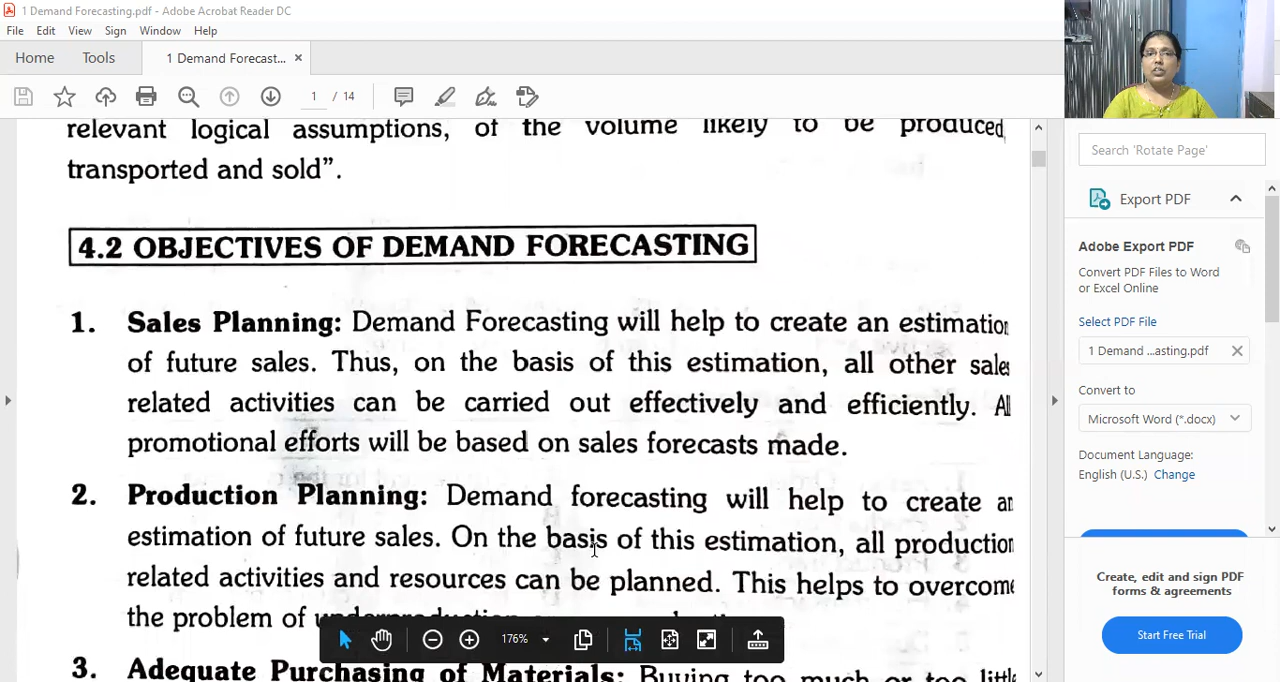 1 Demand Forecasting.pdf - Adobe Acrobat Reader DC
File Edit View Sign Window Help
Home Tools 1 Demand Forecast... ×
1 / 14
relevant logical assumptions, of the volume likely to be produced,
transported and sold”.
4.2 OBJECTIVES OF DEMAND FORECASTING
1. Sales Planning: Demand Forecasting will help to create an estimation
of future sales. Thus, on the basis of this estimation, all other sales
related activities can be carried out effectively and efficiently. All
promotional efforts will be based on sales forecasts made.
2. Production Planning: Demand forecasting will help to create an
estimation of future sales. On the basis of this estimation, all production
related activities and resources can be planned. This helps to overcome
the problem of
3. Adequate Purchasing of Materials: Buying too much or too little
176%
Search 'Rotate Page'
Export PDF
Adobe Export PDF
Convert PDF Files to Word
or Excel Online
Select PDF File
1 Demand ...asting.pdf
Convert to
Microsoft Word (*.docx)
Document Language:
English (U.S.) Change
Create, edit and sign PDF
forms & agreements
Start Free Trial